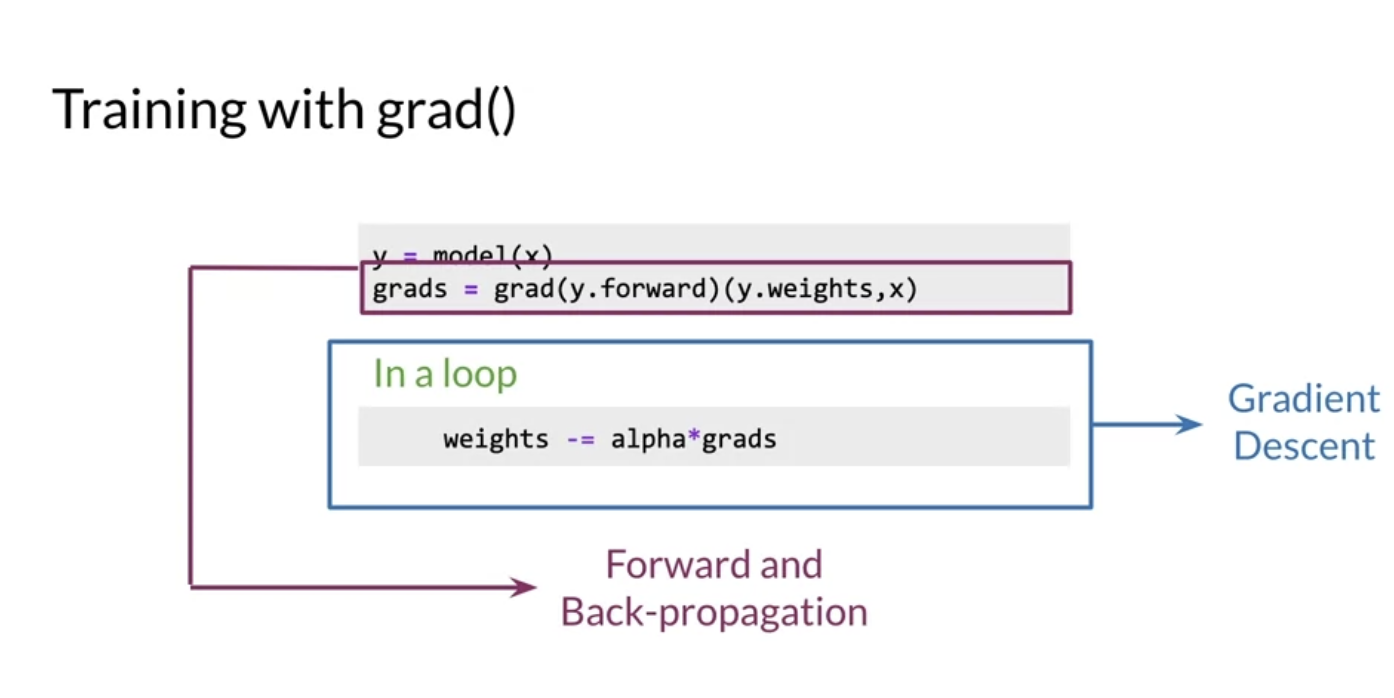 Training with grad()
y = model(x)
grads = grad(y.forward)(y.weights,x)
In a loop
weights -= alpha*grads
Gradient
Descent
Forward and
Back-propagation